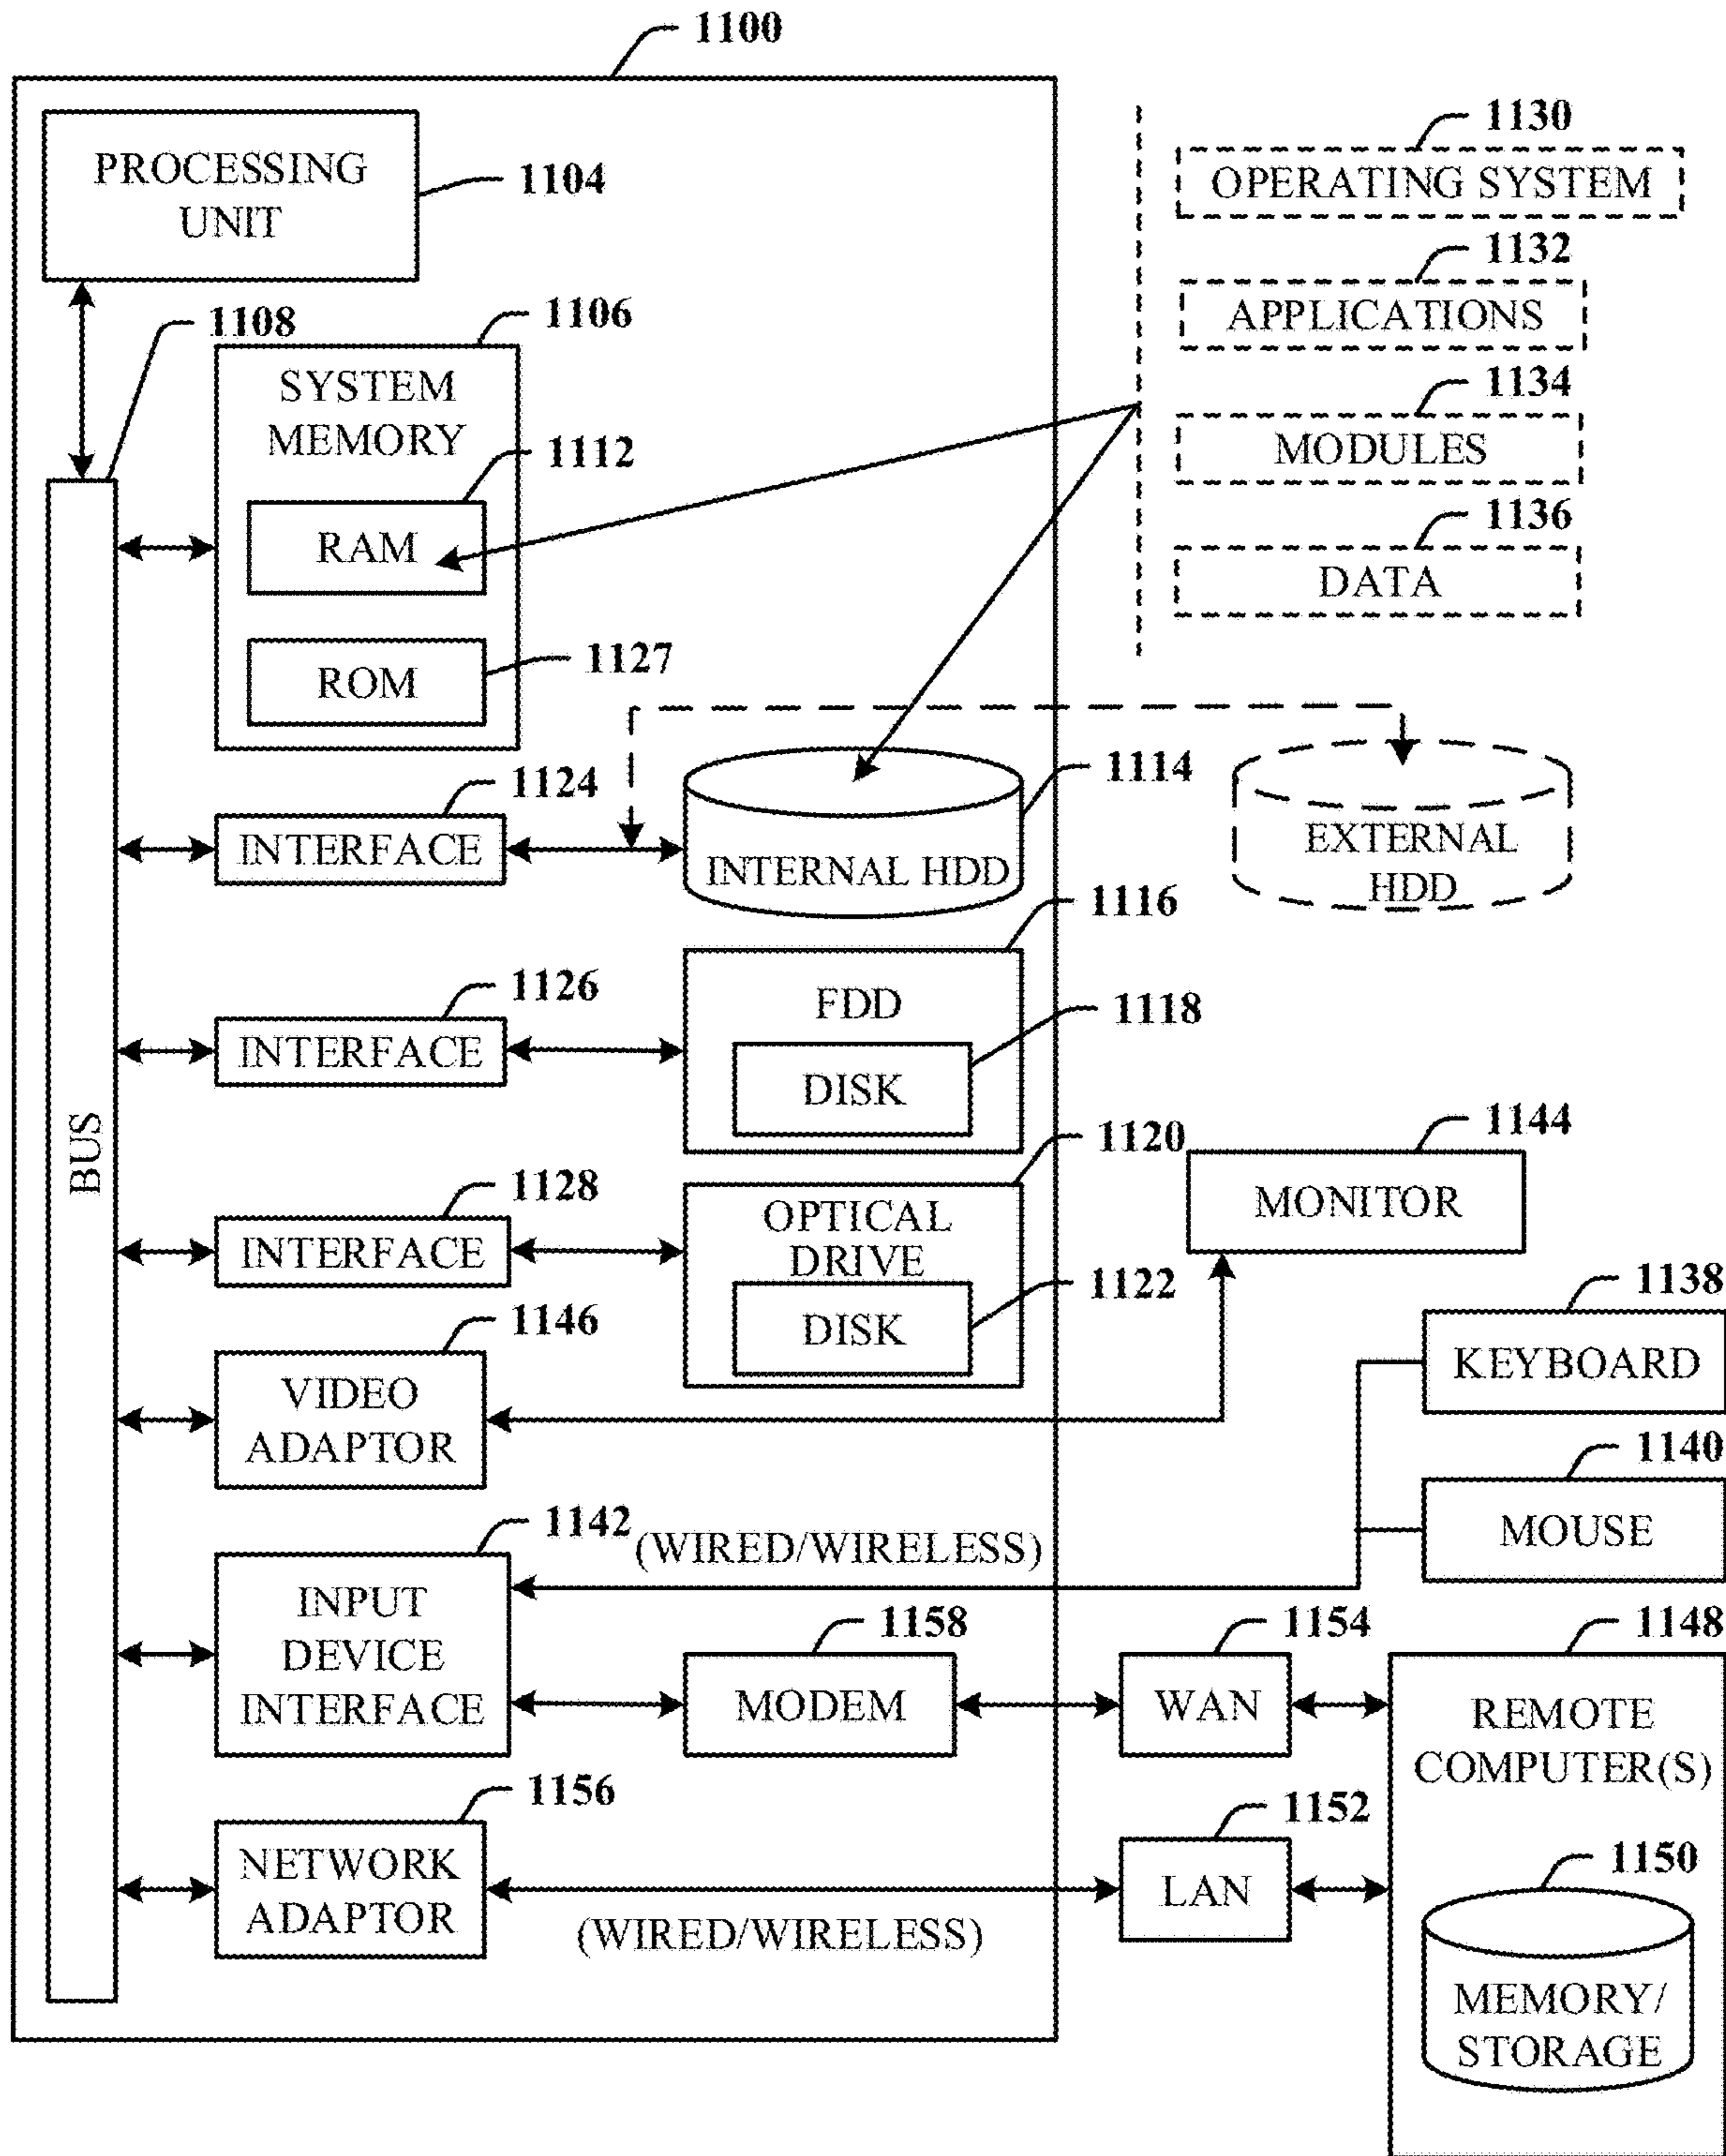 1100
PROCESSING
UNIT
1104
1130
OPERATING SYSTEM
1132
APPLICATIONS
1134
MODULES
1136
DATA
1108
1106
SYSTEM
MEMORY
1112
RAM
1127
ROM
BUS
1124
INTERFACE
1114
INTERNAL HDD
EXTERNAL
HDD
1126
INTERFACE
1116
FDD
1118
DISK
1128
INTERFACE
1120
OPTICAL
DRIVE
1122
DISK
1144
MONITOR
1146
VIDEO
ADAPTOR
1138
KEYBOARD
1140
MOUSE
1142
(WIRED/WIRELESS)
INPUT
DEVICE
INTERFACE
1158
MODEM
1154
WAN
1148
REMOTE
COMPUTER(S)
1156
NETWORK
ADAPTOR
(WIRED/WIRELESS)
1152
LAN
1150
MEMORY/
STORAGE